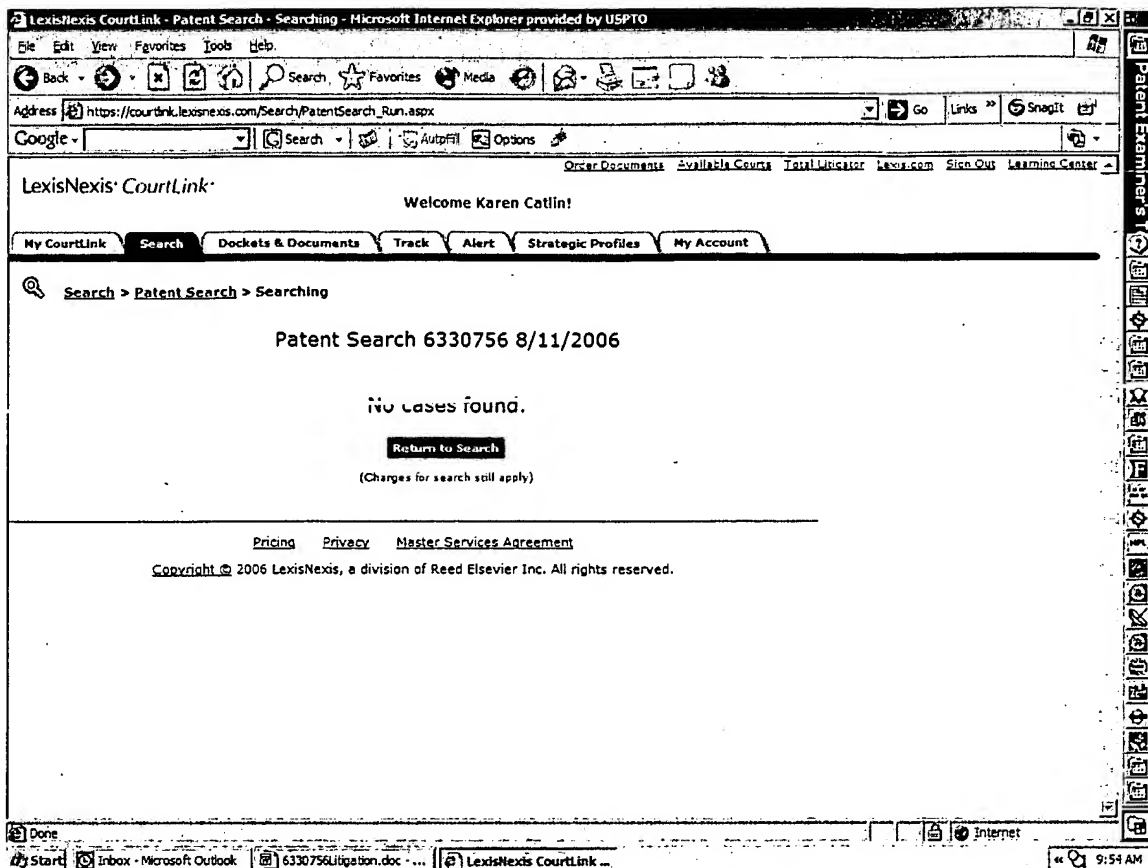 LexisNexis CourtLink - Patent Search - Searching - Microsoft Internet Explorer provided by USPTO
File Edit View Favorites Tools Help
Back Search Favorites Media
Address https://courtlink.lexisnexis.com/Search/PatentSearch_Run.aspx Go Links » SnagIt
Google - Search AutoFill Options
Order Documents Available Courts Total Litigator Lexis.com Sign Out Learning Center
LexisNexis CourtLink
Welcome Karen Catlin!
My CourtLink Search Dockets & Documents Track Alert Strategic Profiles My Account
Search > Patent Search > Searching
Patent Search 6330756 8/11/2006
No cases found.
Return to Search
(Charges for search still apply)
Pricing Privacy Master Services Agreement
Copyright © 2006 LexisNexis, a division of Reed Elsevier Inc. All rights reserved.
Done Internet
Start Inbox - Microsoft Outlook 6330756Litigation.doc - ... LexisNexis CourtLink ... « 9:54 AM
Patent Examiner's T